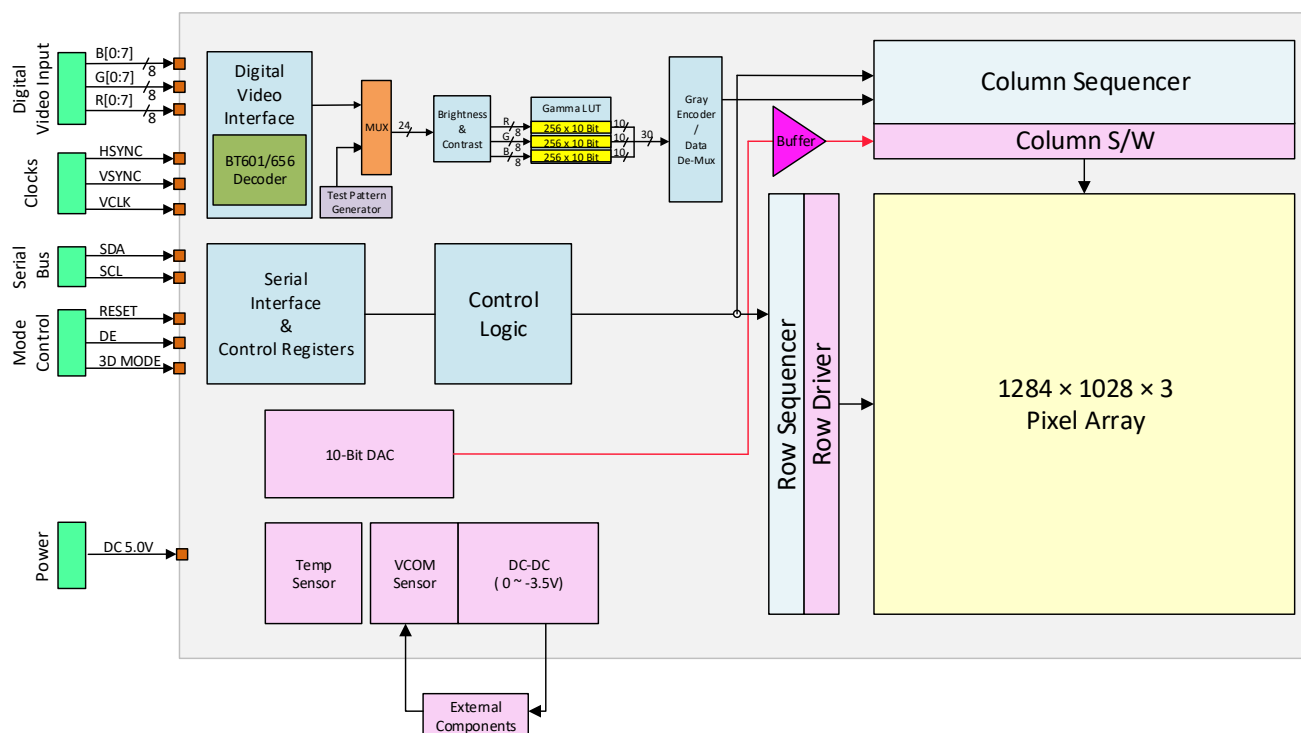 Digital
Video Input
B[0:7]
8
G[0:7]
8
R[0:7]
8
Clocks
HSYNC
VSYNC
VCLK
Serial
Bus
SDA
SCL
Mode
Control
RESET
DE
3D MODE
Power
DC 5.0V
Digital
Video
Interface
BT601/656
Decoder
MUX
Test Pattern
Generator
24
Brightness
&
Contrast
R
8
G
8
B
8
Gamma LUT
256 x 10 Bit
256 x 10 Bit
256 x 10 Bit
10
10
10
30
Gray
Encoder
/
Data
De-Mux
Buffer
Column Sequencer
Column S/W
Serial
Interface
&
Control Registers
Control
Logic
Row Sequencer
Row Driver
1284 × 1028 × 3
Pixel Array
10-Bit DAC
Temp
Sensor
VCOM
Sensor
DC-DC
( 0 ~ -3.5V)
External
Components